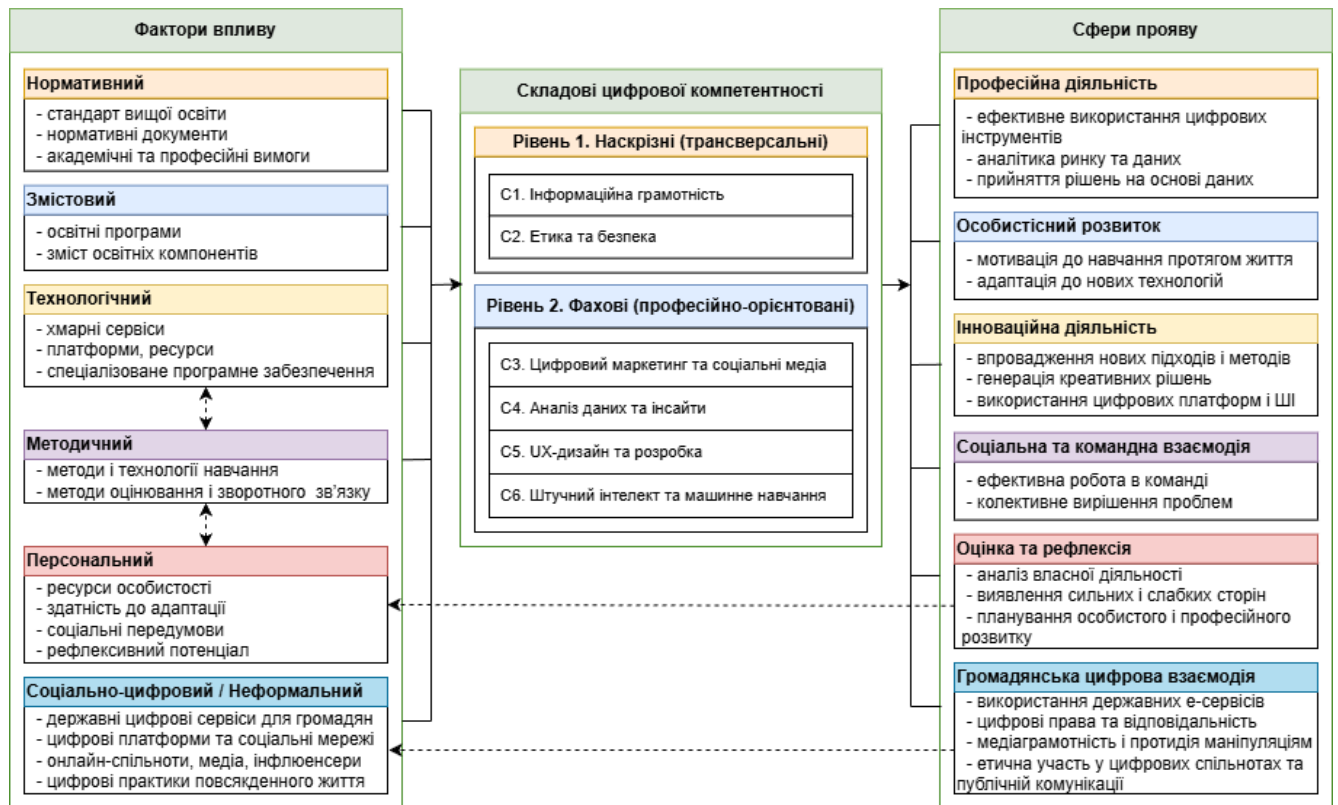 Фактори впливу
Нормативний
- стандарт вищої освіти
- нормативні документи
- академічні та професійні вимоги
Змістовий
- освітні програми
- зміст освітніх компонентів
Технологічний
- хмарні сервіси
- платформи, ресурси
- спеціалізоване програмне забезпечення
Методичний
- методи і технології навчання
- методи оцінювання і зворотного зв'язку
Персональний
- ресурси особистості
- здатність до адаптації
- соціальні передумови
- рефлексивний потенціал
Соціально-цифровий / Неформальний
- державні цифрові сервіси для громадян
- цифрові платформи та соціальні мережі
- онлайн-спільноти, медіа, інфлюенсери
- цифрові практики повсякденного життя
Складові цифрової компетентності
Рівень 1. Наскрізні (трансверсальні)
С1. Інформаційна грамотність
С2. Етика та безпека
Рівень 2. Фахові (професійно-орієнтовані)
С3. Цифровий маркетинг та соціальні медіа
С4. Аналіз даних та інсайти
С5. UX-дизайн та розробка
С6. Штучний інтелект та машинне навчання
Сфери прояву
Професійна діяльність
- ефективне використання цифрових
інструментів
- аналітика ринку та даних
- прийняття рішень на основі даних
Особистісний розвиток
- мотивація до навчання протягом життя
- адаптація до нових технологій
Інноваційна діяльність
- впровадження нових підходів і методів
- генерація креативних рішень
- використання цифрових платформ і ШІ
Соціальна та командна взаємодія
- ефективна робота в команді
- колективне вирішення проблем
Оцінка та рефлексія
- аналіз власної діяльності
- виявлення сильних і слабких сторін
- планування особистого і професійного
розвитку
Громадянська цифрова взаємодія
- використання державних е-сервісів
- цифрові права та відповідальність
- медіаграмотність і протидія маніпуляціям
- етична участь у цифрових спільнотах та
публічній комунікації